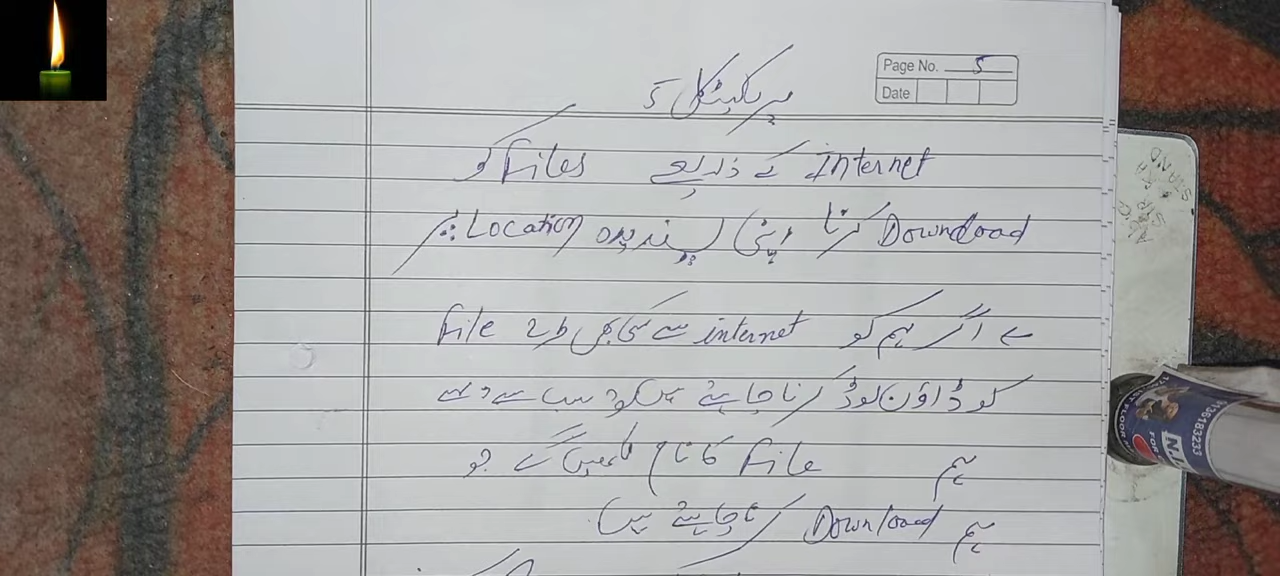 Page No. 5
Date
پریکٹیکل 5
Internet کے ذریعے Files کو
Download کرنا اپنی پسندیدہ Location پر
اگر ہم کو internet سے کسی بھی طرح file
کو ڈاؤن لوڈ کرنا چاہتے ہیں تو سب سے پہلے
ہم File کا نام لکھیں گے جو
ہم Download کرنا چاہتے ہیں